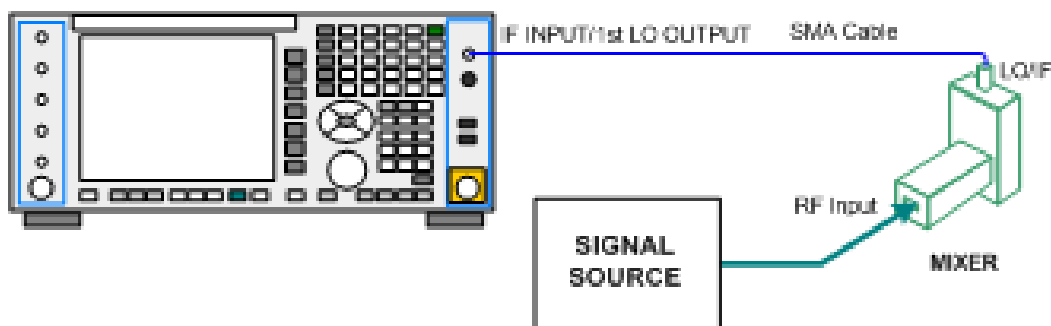 IF INPUT/1st LO OUTPUT
SMA Cable
LO/IF
RF Input
SIGNAL
SOURCE
MIXER